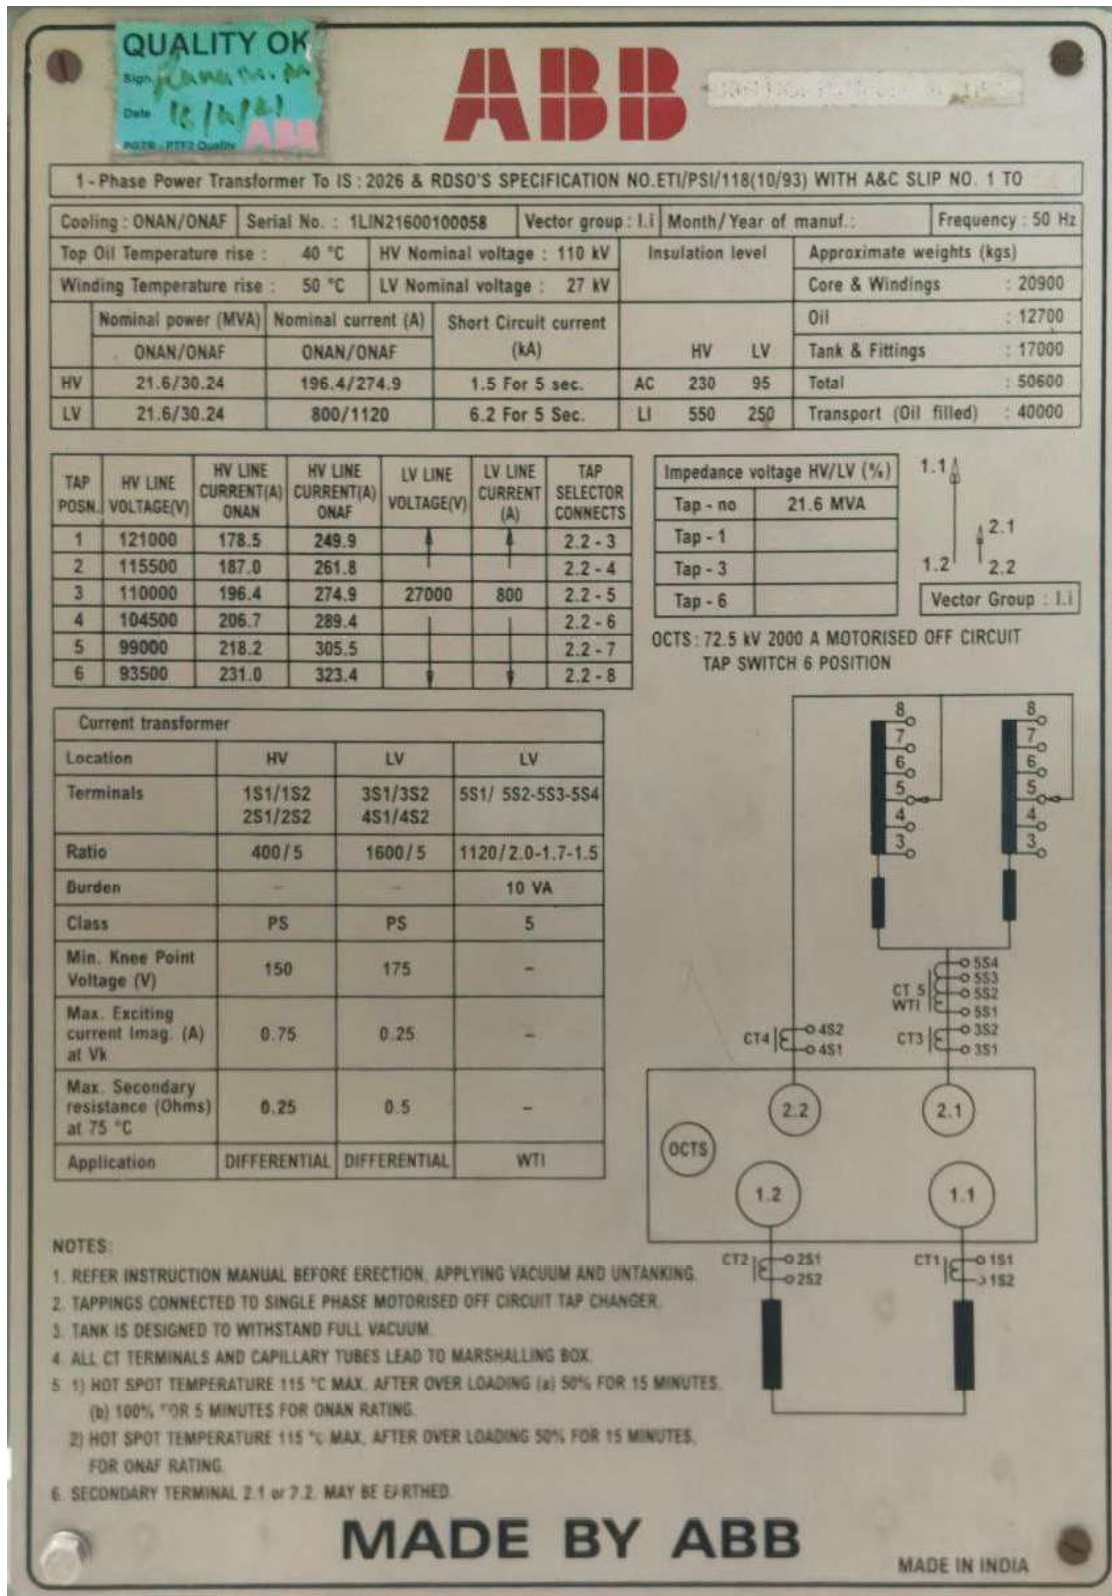 QUALITY OK
Sign.
Date
PGTR - PTF2 Quality ABB
ABB
1-Phase Power Transformer To IS : 2026 & RDSO'S SPECIFICATION NO.ETI/PSI/118(10/93) WITH A&C SLIP NO. 1 TO
Cooling : ONAN/ONAF Serial No. : 1LIN21600100058 Vector group : I.i Month/Year of manuf.: Frequency : 50 Hz
Top Oil Temperature rise : 40 °C HV Nominal voltage : 110 kV Insulation level Approximate weights (kgs)
Winding Temperature rise : 50 °C LV Nominal voltage : 27 kV Core & Windings : 20900
Nominal power (MVA) Nominal current (A) Short Circuit current Oil : 12700
ONAN/ONAF ONAN/ONAF (kA) HV LV Tank & Fittings : 17000
HV 21.6/30.24 196.4/274.9 1.5 For 5 sec. AC 230 95 Total : 50600
LV 21.6/30.24 800/1120 6.2 For 5 Sec. LI 550 250 Transport (Oil filled) : 40000
TAP POSN. HV LINE VOLTAGE(V) HV LINE CURRENT(A) ONAN HV LINE CURRENT(A) ONAF LV LINE VOLTAGE(V) LV LINE CURRENT (A) TAP SELECTOR CONNECTS
1 121000 178.5 249.9 2.2 - 3
2 115500 187.0 261.8 2.2 - 4
3 110000 196.4 274.9 27000 800 2.2 - 5
4 104500 206.7 289.4 2.2 - 6
5 99000 218.2 305.5 2.2 - 7
6 93500 231.0 323.4 2.2 - 8
Impedance voltage HV/LV (%)
Tap - no 21.6 MVA
Tap - 1
Tap - 3
Tap - 6
1.1
2.1
1.2
2.2
Vector Group : I.i
OCTS : 72.5 kV 2000 A MOTORISED OFF CIRCUIT
TAP SWITCH 6 POSITION
Current transformer
Location HV LV LV
Terminals 1S1/1S2 3S1/3S2 5S1/ 5S2-5S3-5S4
2S1/2S2 4S1/4S2
Ratio 400/5 1600/5 1120/2.0-1.7-1.5
Burden – – 10 VA
Class PS PS 5
Min. Knee Point Voltage (V) 150 175 –
Max. Exciting current Imag. (A) at Vk 0.75 0.25 –
Max. Secondary resistance (Ohms) at 75 °C 0.25 0.5 –
Application DIFFERENTIAL DIFFERENTIAL WTI
8 8
7 7
6 6
5 5
4 4
3 3
5S4
5S3
CT 5 5S2
WTI 5S1
CT4 4S2 CT3 3S2
4S1 3S1
2.2 2.1
OCTS
1.2 1.1
CT2 2S1 CT1 1S1
2S2 1S2
NOTES:
1. REFER INSTRUCTION MANUAL BEFORE ERECTION, APPLYING VACUUM AND UNTANKING.
2. TAPPINGS CONNECTED TO SINGLE PHASE MOTORISED OFF CIRCUIT TAP CHANGER.
3. TANK IS DESIGNED TO WITHSTAND FULL VACUUM.
4 ALL CT TERMINALS AND CAPILLARY TUBES LEAD TO MARSHALLING BOX.
5. 1) HOT SPOT TEMPERATURE 115 °C MAX. AFTER OVER LOADING (a) 50% FOR 15 MINUTES.
(b) 100% FOR 5 MINUTES FOR ONAN RATING.
2) HOT SPOT TEMPERATURE 115 °C MAX. AFTER OVER LOADING 50% FOR 15 MINUTES,
FOR ONAF RATING.
6. SECONDARY TERMINAL 2.1 or 2.2. MAY BE EARTHED.
MADE BY ABB
MADE IN INDIA